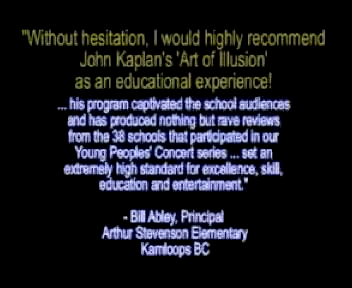 "Without hesitation, I would highly recommend
John Kaplan's 'Art of Illusion'
as an educational experience!
... his program captivated the school audiences
and has produced nothing but rave reviews
from the 38 schools that participated in our
Young Peoples' Concert series ... set an
extremely high standard for excellence, skill,
education and entertainment."
- Bill Abley, Principal
Arthur Stevenson Elementary
Kamloops BC